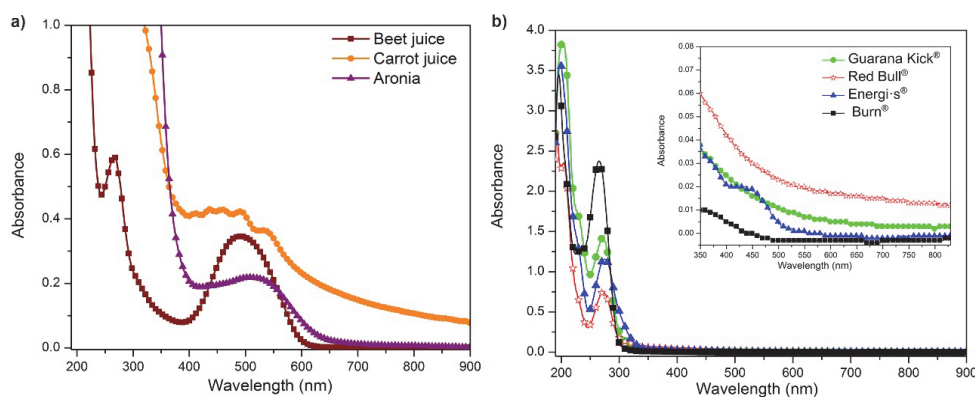 a)
1.0
0.8
0.6
0.4
0.2
0.0
Absorbance
200 300 400 500 600 700 800 900
Wavelength (nm)
Beet juice
Carrot juice
Aronia
b)
4.0
3.5
3.0
2.5
2.0
1.5
1.0
0.5
0.0
Absorbance
200 300 400 500 600 700 800 900
Wavelength (nm)
0.08
0.07
0.06
0.05
0.04
0.03
0.02
0.01
0.00
Absorbance
350 400 450 500 550 600 650 700 750 800
Wavelength (nm)
Guarana Kick®
Red Bull®
Energi·s®
Burn®